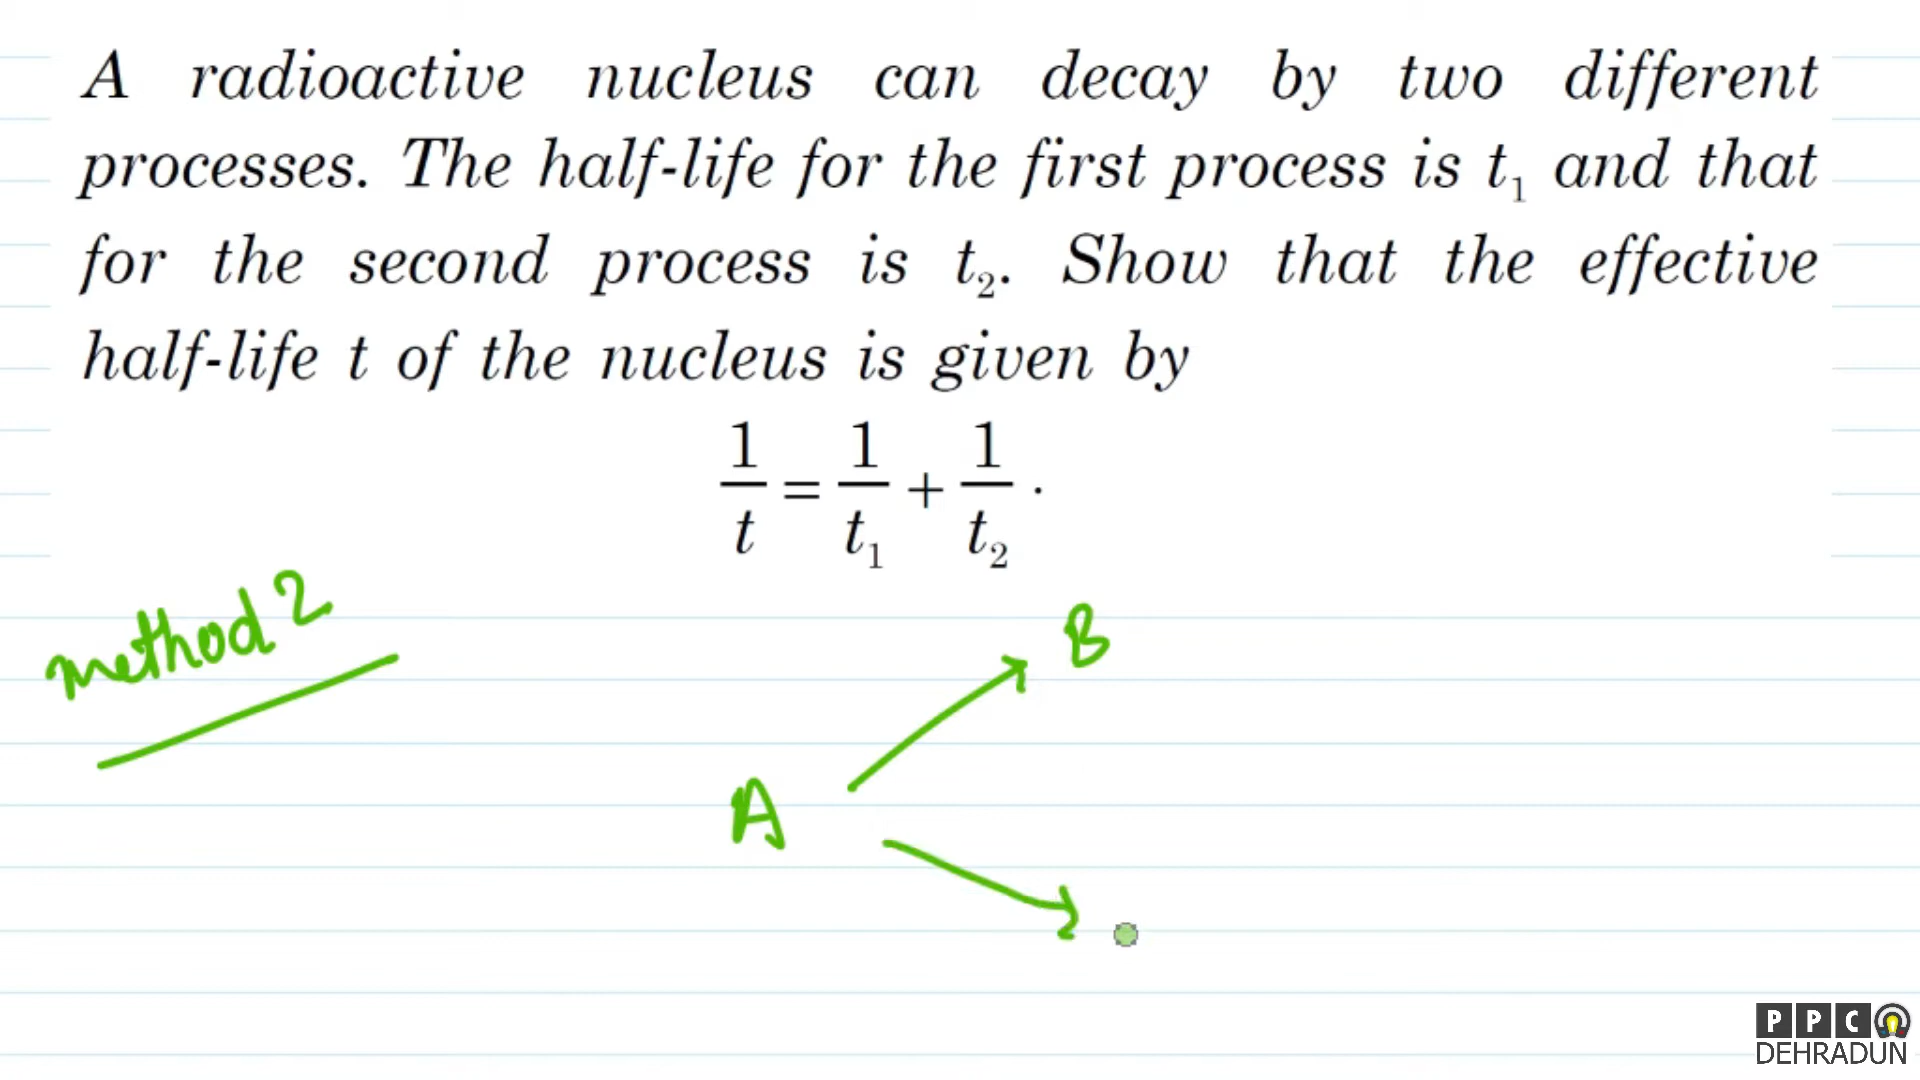 A radioactive nucleus can decay by two different
processes. The half-life for the first process is t₁ and that
for the second process is t₂. Show that the effective
half-life t of the nucleus is given by
1/t = 1/t₁ + 1/t₂ .
method 2
B
A
PPC
DEHRADUN